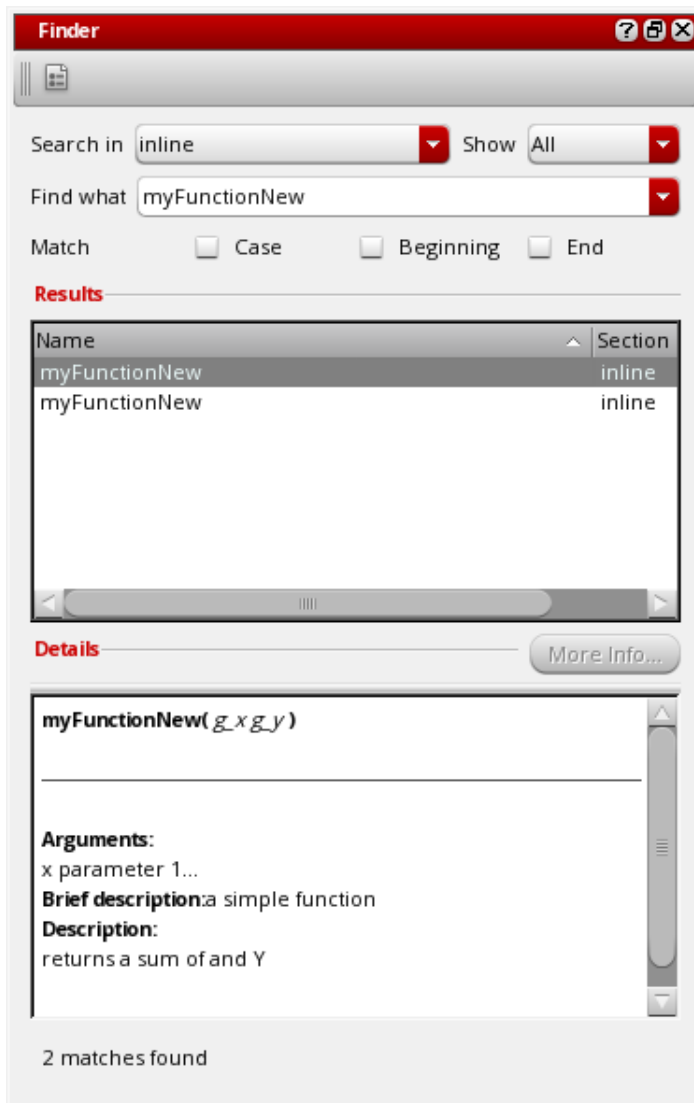 Finder
Search in inline Show All
Find what myFunctionNew
Match Case Beginning End
Results
Name Section
myFunctionNew inline
myFunctionNew inline
Details More Info...
myFunctionNew( g_x g_y )
Arguments:
x parameter 1...
Brief description:a simple function
Description:
returns a sum of and Y
2 matches found